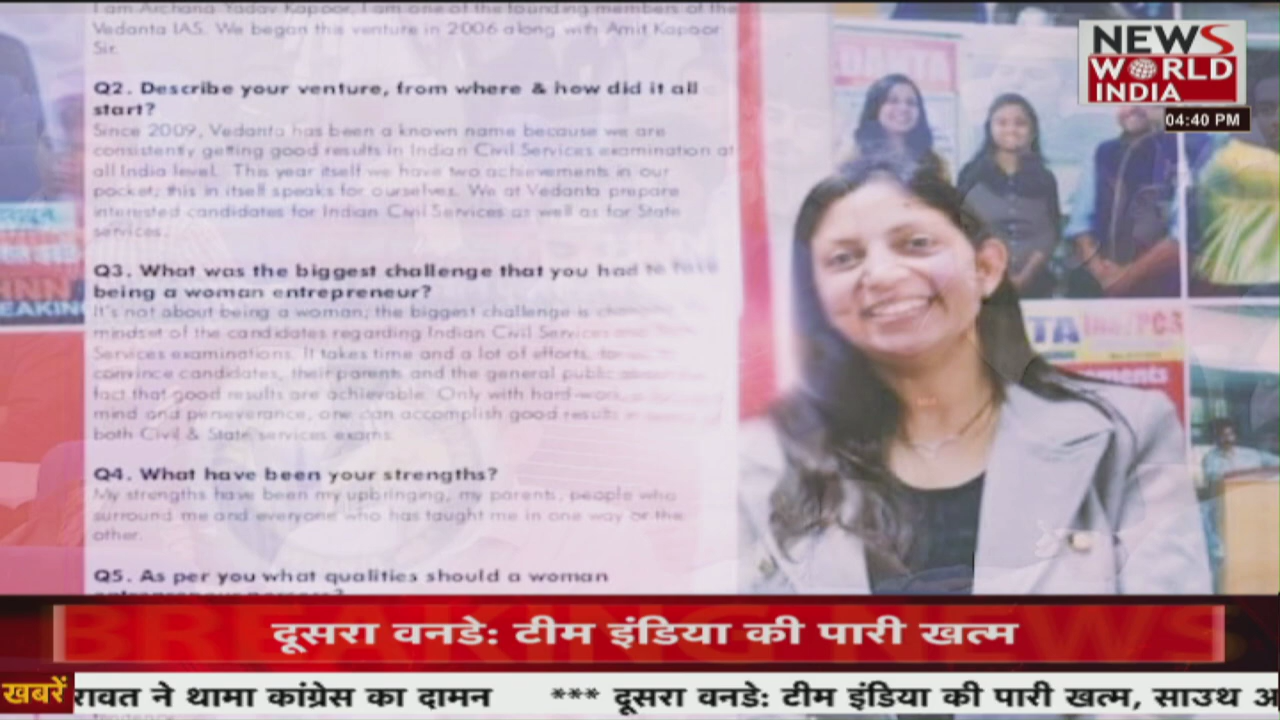 I am Archana Yadav Kapoor, I am one of the founding members of the
Vedanta IAS. We began this venture in 2006 along with Amit Kapoor
Sir.
Q2. Describe your venture, from where & how did it all
start?
Since 2009, Vedanta has been a known name because we are
consistently getting good results in Indian Civil Services examination at
all India level. This year itself we have two achievements in our
pocket; this in itself speaks for ourselves. We at Vedanta prepare
interested candidates for Indian Civil Services as well as for State
services.
Q3. What was the biggest challenge that you had to face
being a woman entrepreneur?
It's not about being a woman; the biggest challenge is
mindset of the candidates regarding Indian Civil Services
Services examinations. It takes time and a lot of efforts, to
convince candidates, their parents and the general public
fact that good results are achievable. Only with hard-work,
mind and perseverance, one can accomplish good results
both Civil & State services exams.
Q4. What have been your strengths?
My strengths have been my upbringing, my parents, people who
surround me and everyone who has taught me in one way or the
other.
Q5. As per you what qualities should a woman
NEWS
WORLD
INDIA
04:40 PM
TA IAS/PCS
HNN
EAKING
दूसरा वनडे: टीम इंडिया की पारी खत्म
खबरें रावत ने थामा कांग्रेस का दामन *** दूसरा वनडे: टीम इंडिया की पारी खत्म, साउथ अ